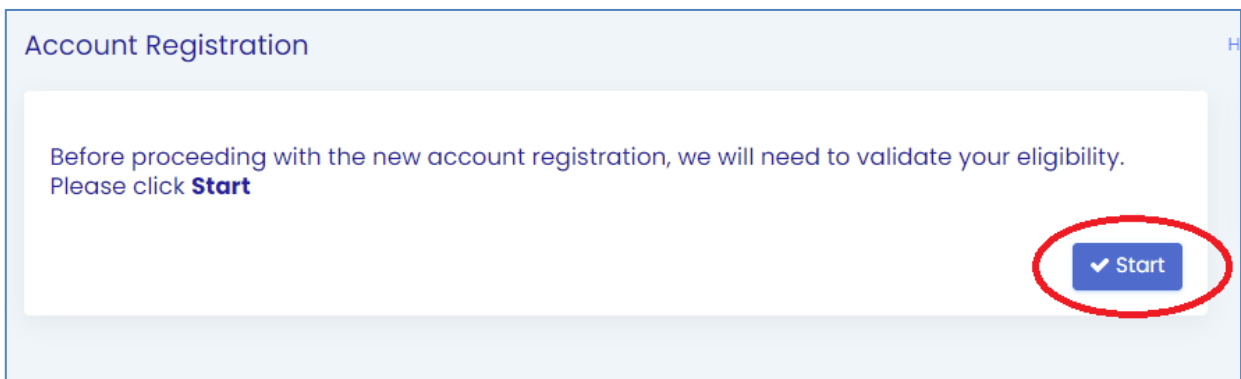 Account Registration
Before proceeding with the new account registration, we will need to validate your eligibility.
Please click Start
Start